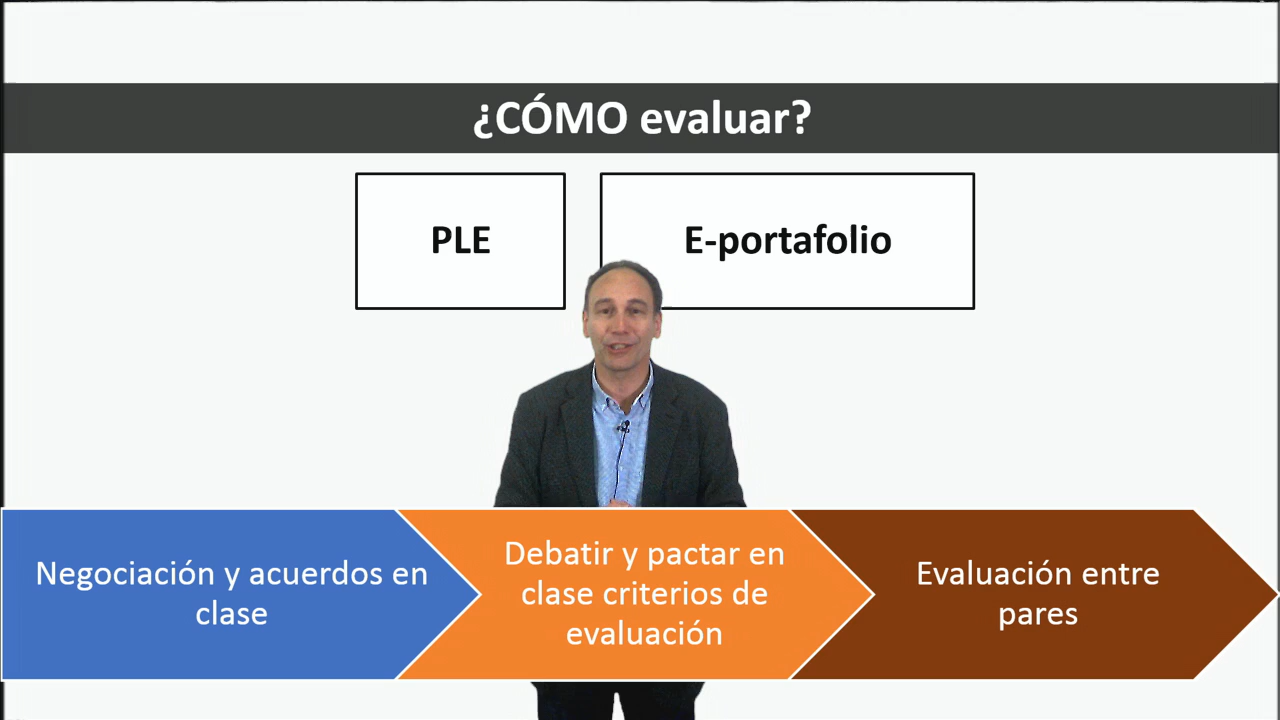 ¿CÓMO evaluar?
PLE
E-portafolio
Negociación y acuerdos en
clase
Debatir y pactar en
clase criterios de
evaluación
Evaluación entre
pares